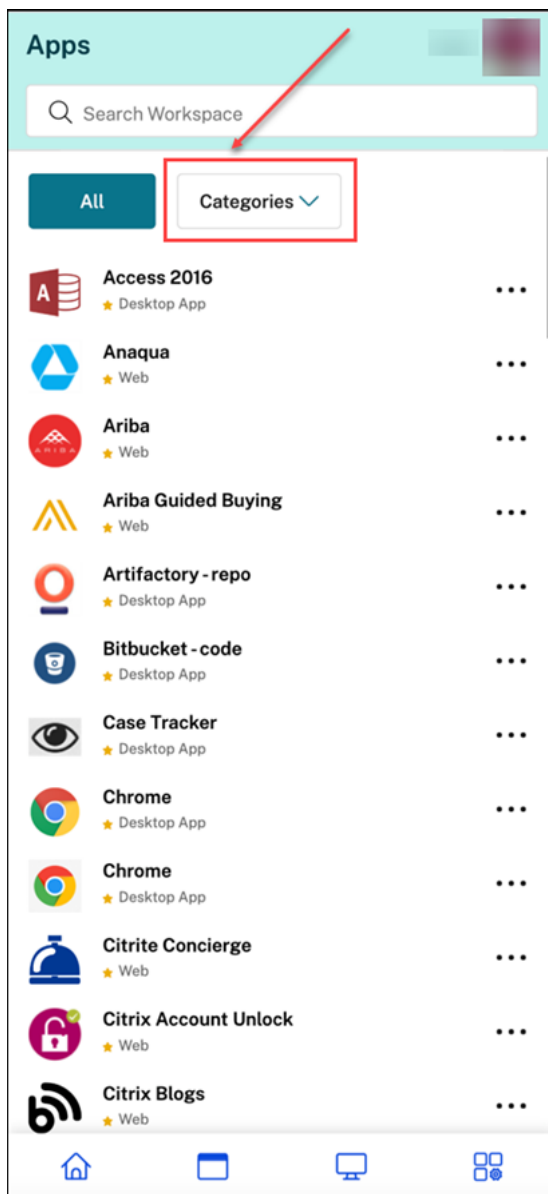 Apps
Search Workspace
All
Categories
A
Access 2016
Desktop App
Anaqua
Web
ARIBA
Ariba
Web
Ariba Guided Buying
Web
Artifactory - repo
Desktop App
Bitbucket - code
Desktop App
Case Tracker
Desktop App
Chrome
Desktop App
Chrome
Desktop App
Citrite Concierge
Web
Citrix Account Unlock
Web
b
Citrix Blogs
Web